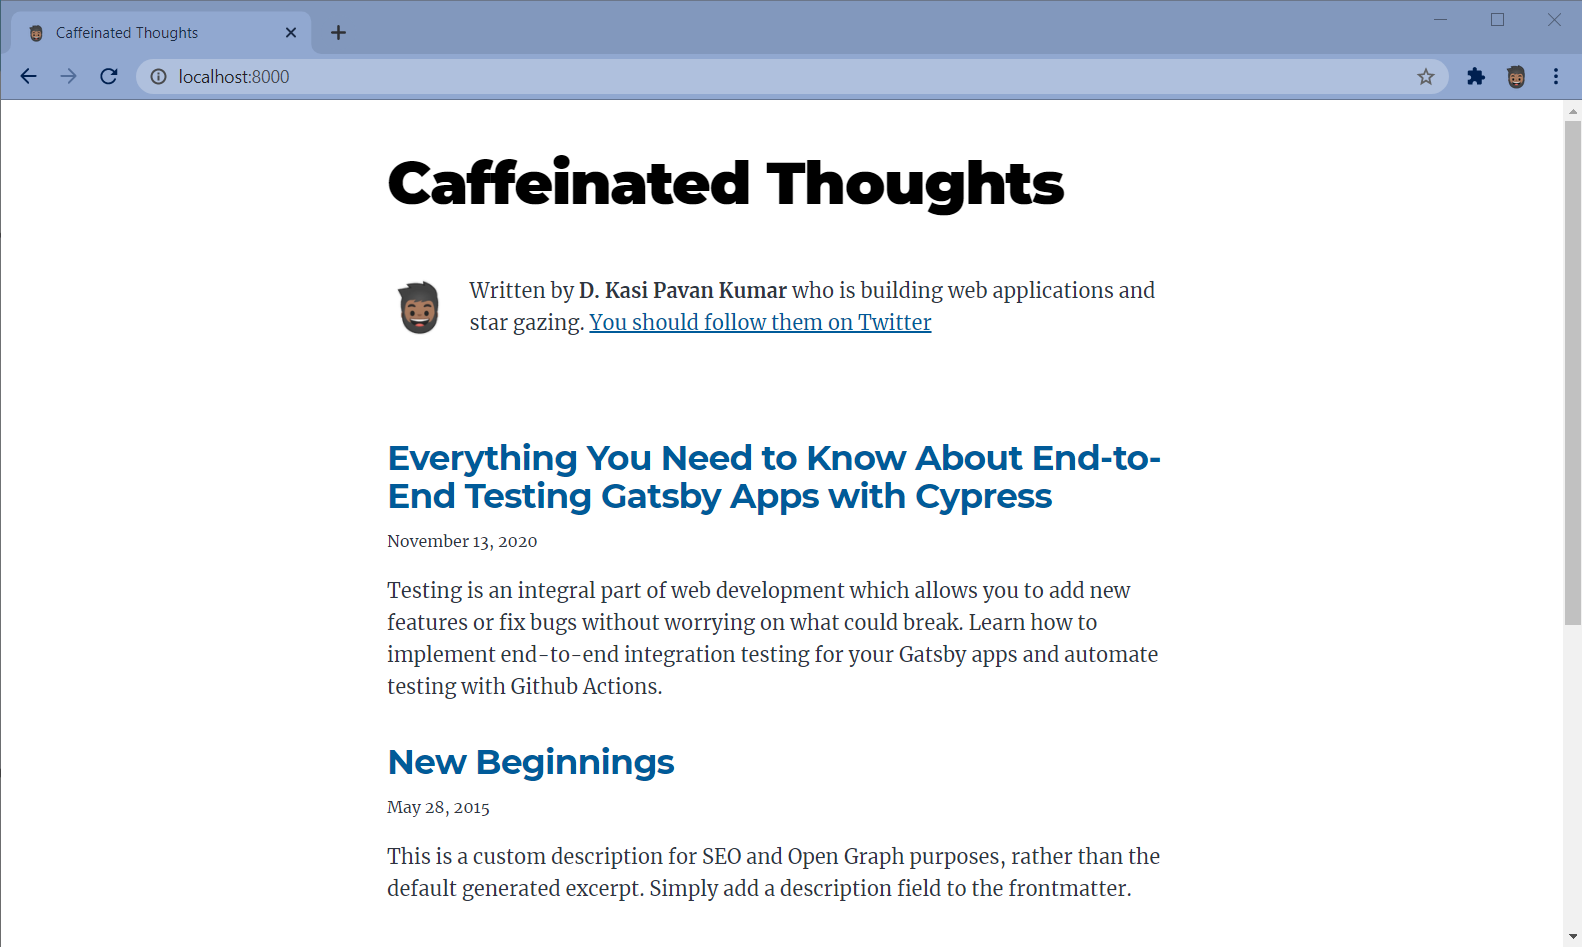 Caffeinated Thoughts
localhost:8000
Caffeinated Thoughts
Written by D. Kasi Pavan Kumar who is building web applications and
star gazing. You should follow them on Twitter
Everything You Need to Know About End-to-
End Testing Gatsby Apps with Cypress
November 13, 2020
Testing is an integral part of web development which allows you to add new
features or fix bugs without worrying on what could break. Learn how to
implement end-to-end integration testing for your Gatsby apps and automate
testing with Github Actions.
New Beginnings
May 28, 2015
This is a custom description for SEO and Open Graph purposes, rather than the
default generated excerpt. Simply add a description field to the frontmatter.